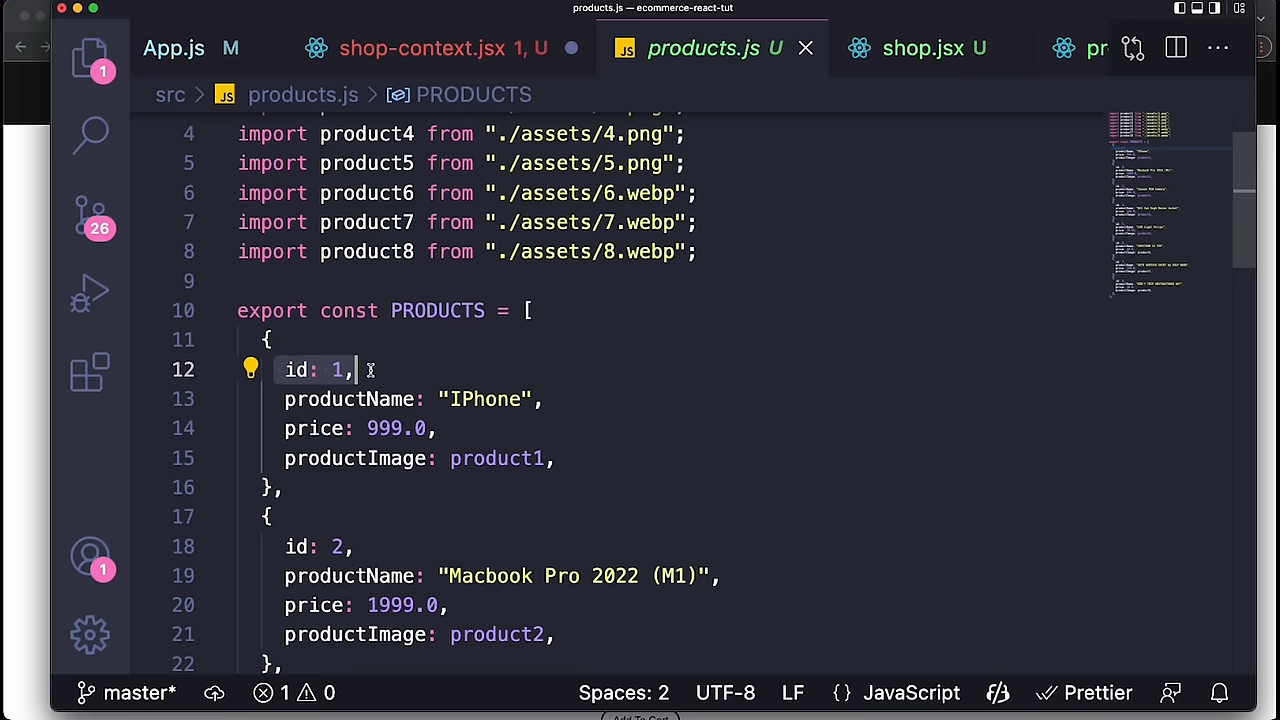 products.js — ecommerce-react-tut
App.js M
shop-context.jsx 1, U
JS products.js U
shop.jsx U
pr
src > JS products.js > PRODUCTS
4 import product4 from "./assets/4.png";
5 import product5 from "./assets/5.png";
6 import product6 from "./assets/6.webp";
7 import product7 from "./assets/7.webp";
8 import product8 from "./assets/8.webp";
9
10 export const PRODUCTS = [
11 {
12 id: 1,
13 productName: "IPhone",
14 price: 999.0,
15 productImage: product1,
16 },
17 {
18 id: 2,
19 productName: "Macbook Pro 2022 (M1)",
20 price: 1999.0,
21 productImage: product2,
22 },
1
26
1
master*
1 0
Spaces: 2
UTF-8
LF
{} JavaScript
Prettier